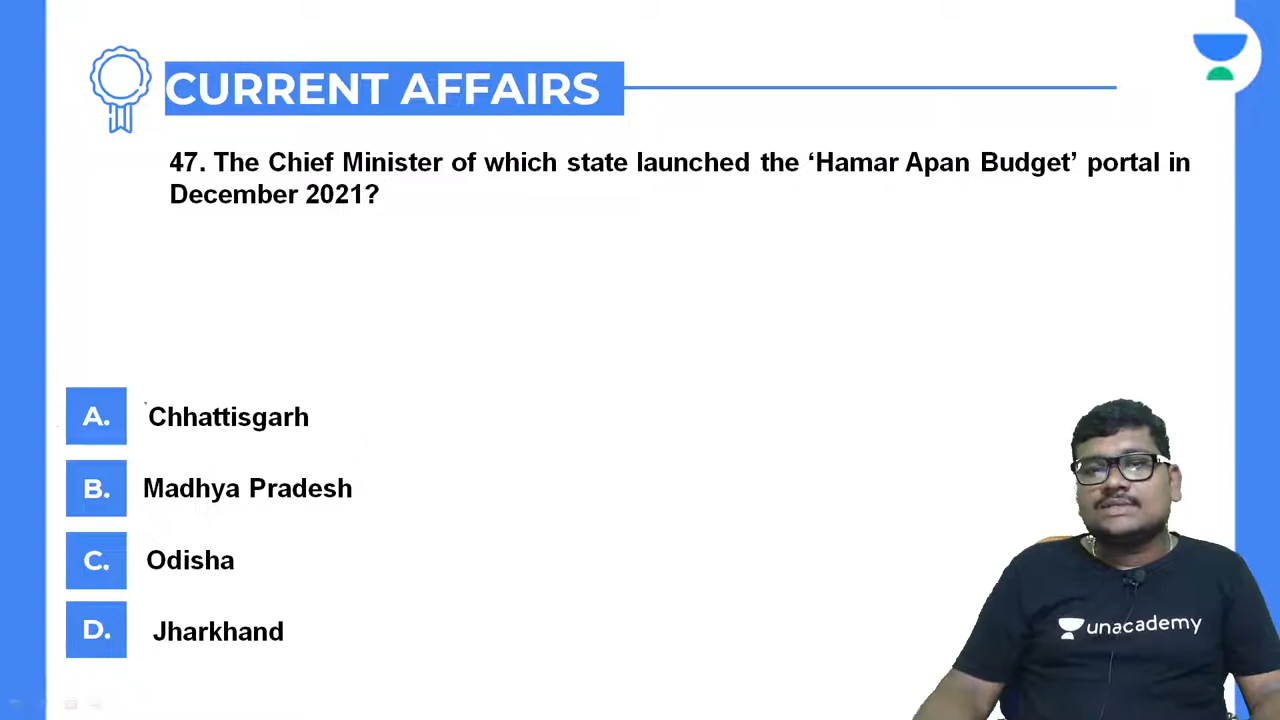 CURRENT AFFAIRS
47. The Chief Minister of which state launched the ‘Hamar Apan Budget’ portal in
December 2021?
A. Chhattisgarh
B. Madhya Pradesh
C. Odisha
D. Jharkhand
unacademy